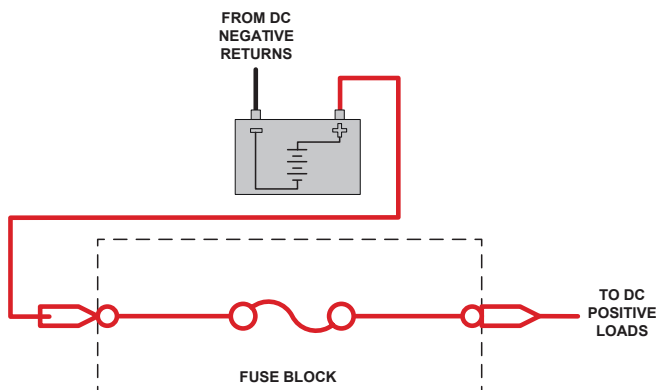 FROM DC
NEGATIVE
RETURNS
TO DC
POSITIVE
LOADS
FUSE BLOCK